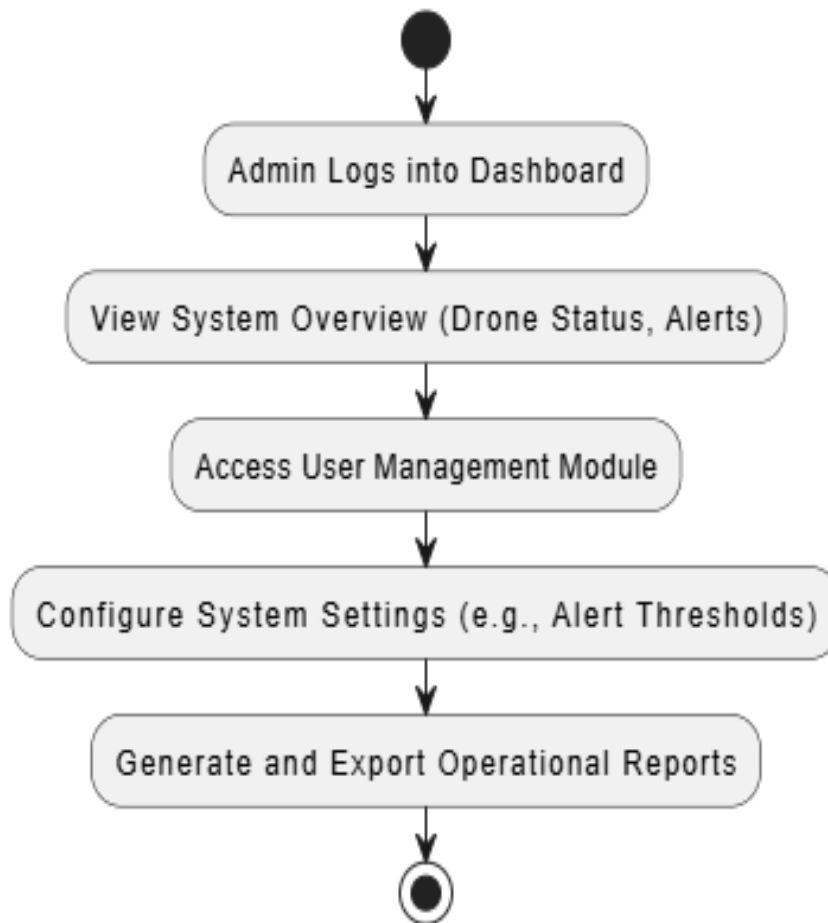 Admin Logs into Dashboard
View System Overview (Drone Status, Alerts)
Access User Management Module
Configure System Settings (e.g., Alert Thresholds)
Generate and Export Operational Reports